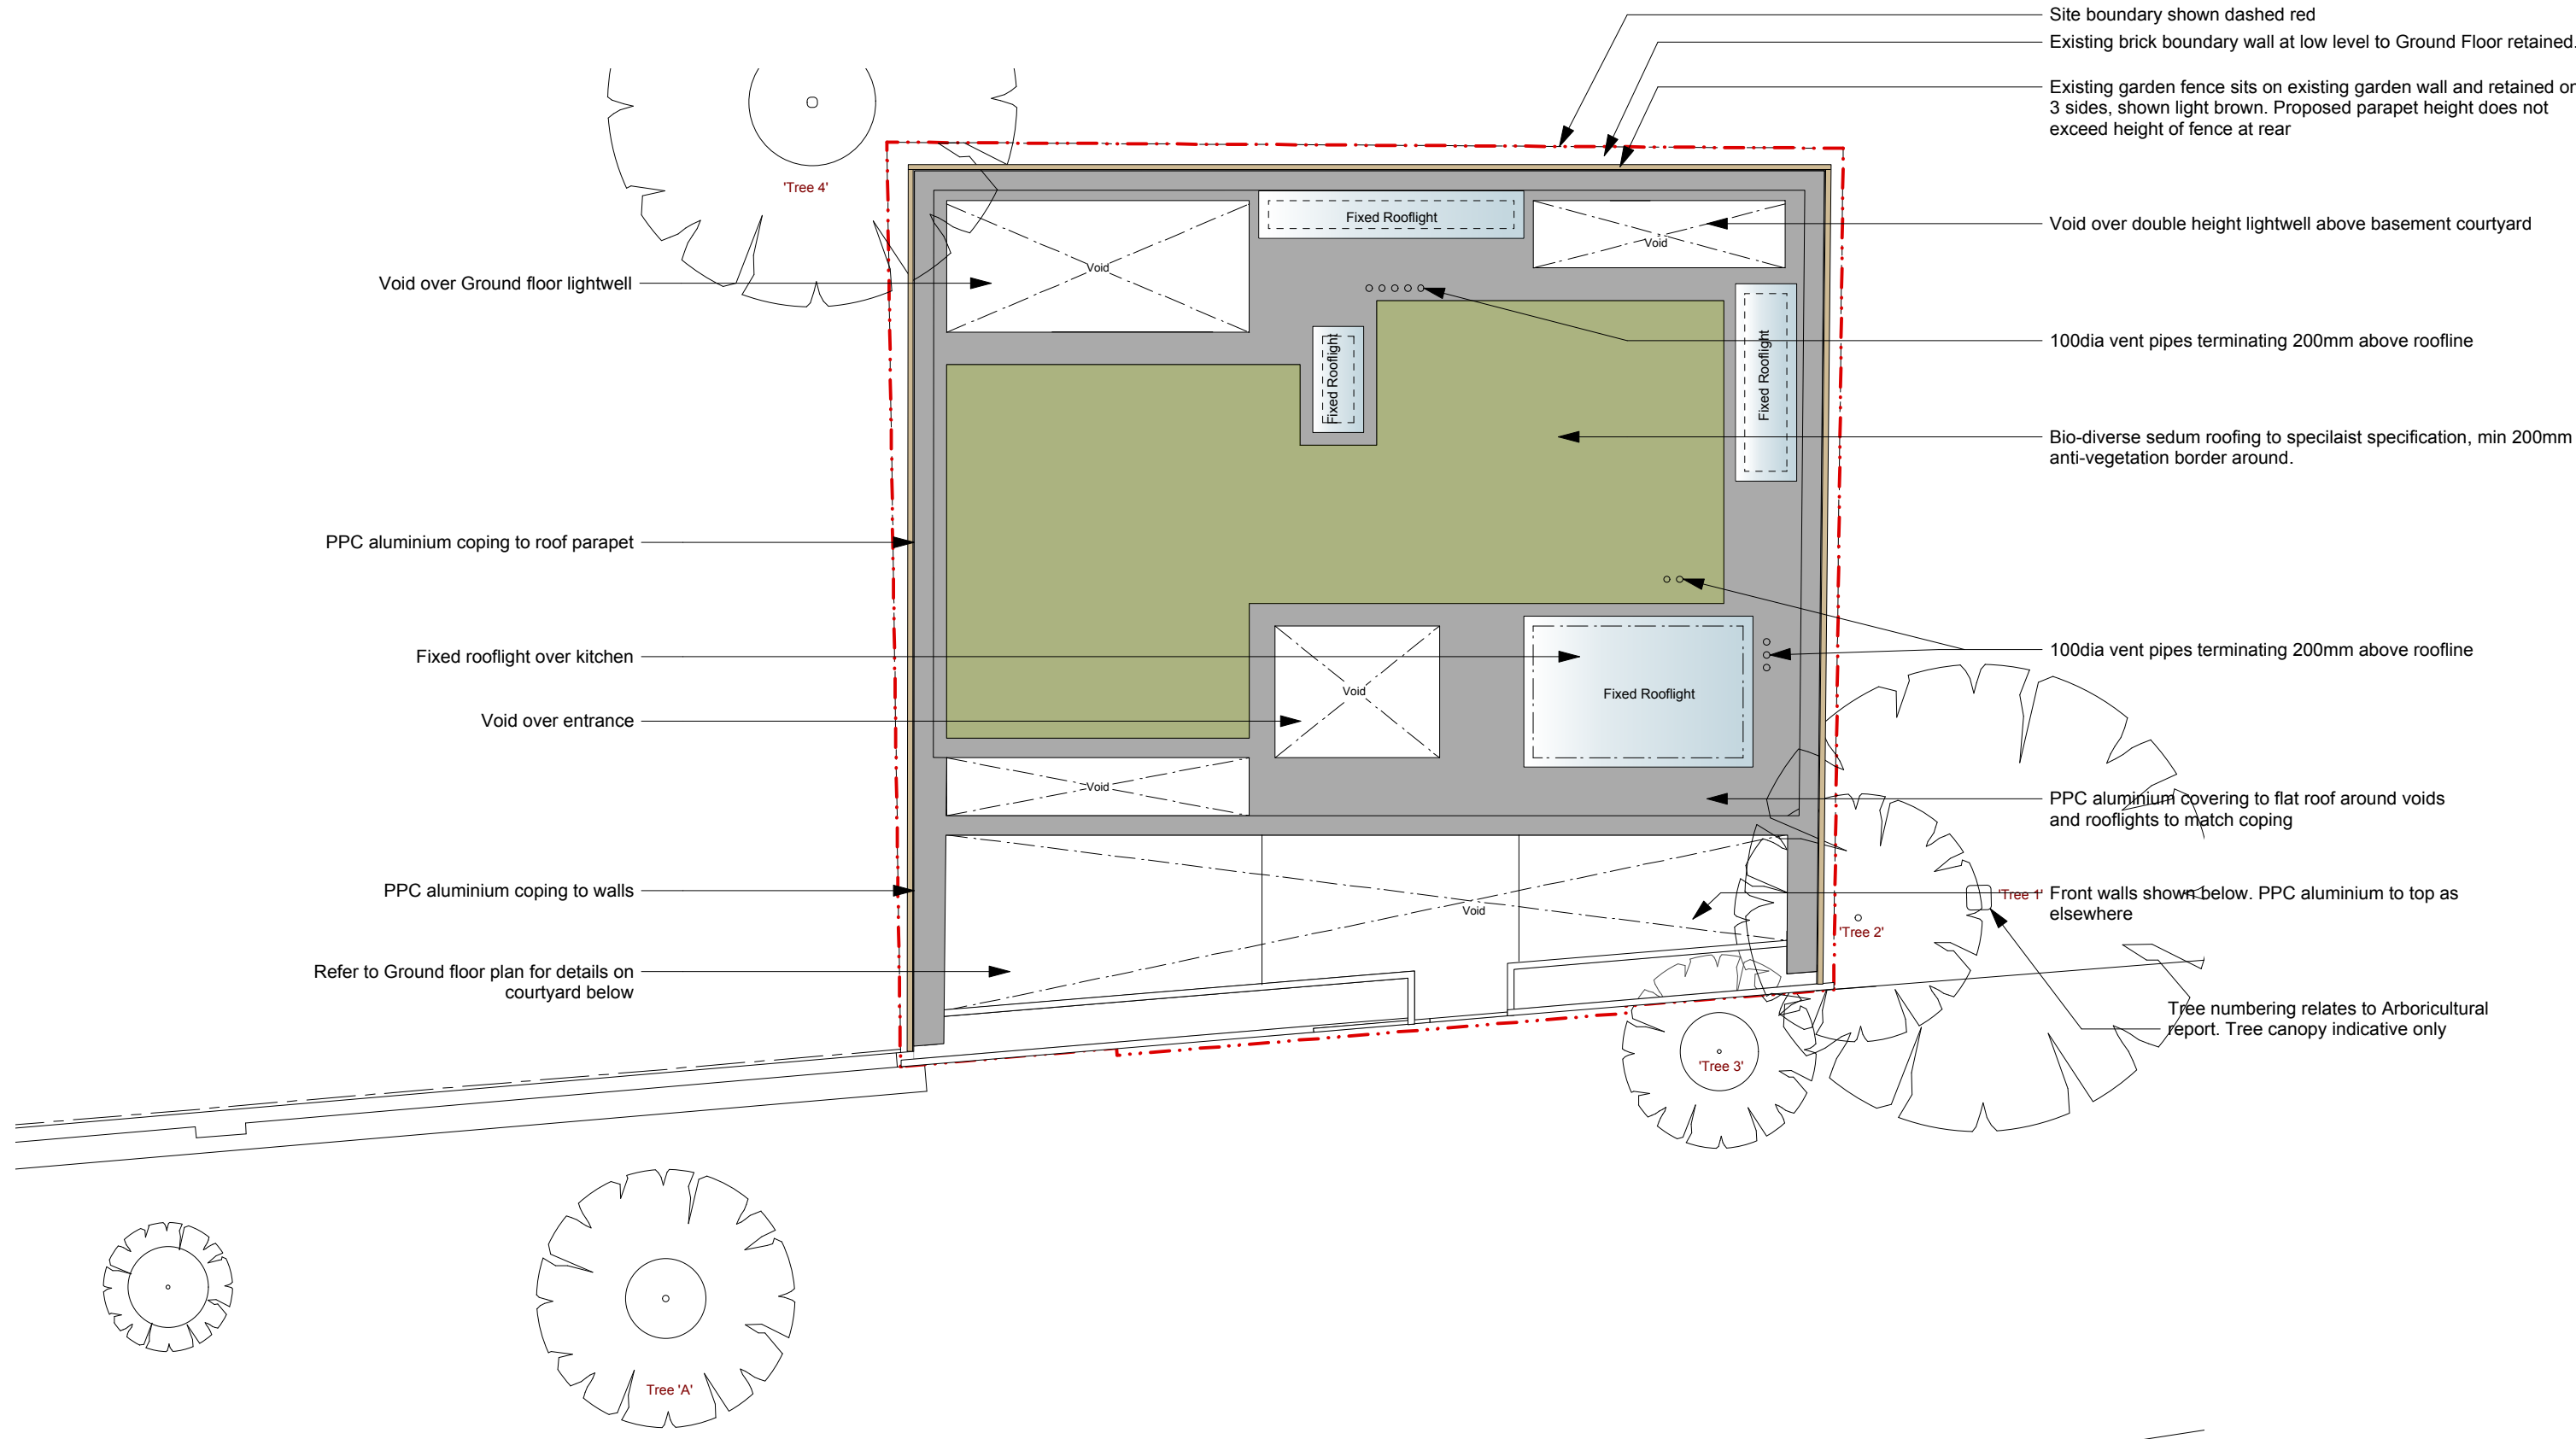 Site boundary shown dashed red
Existing brick boundary wall at low level to Ground Floor retained.
Existing garden fence sits on existing garden wall and retained on
3 sides, shown light brown. Proposed parapet height does not
exceed height of fence at rear
'Tree 4'
Fixed Rooflight
Void
Void over double height lightwell above basement courtyard
Void
Void over Ground floor lightwell
100dia vent pipes terminating 200mm above roofline
Fixed Rooflight
Fixed Rooflight
Bio-diverse sedum roofing to specilaist specification, min 200mm
anti-vegetation border around.
PPC aluminium coping to roof parapet
Fixed rooflight over kitchen
100dia vent pipes terminating 200mm above roofline
Void
Fixed Rooflight
Void over entrance
Void
PPC aluminium covering to flat roof around voids
and rooflights to match coping
PPC aluminium coping to walls
Void
'Tree 1'
Front walls shown below. PPC aluminium to top as
elsewhere
'Tree 2'
Refer to Ground floor plan for details on
courtyard below
Tree numbering relates to Arboricultural
report. Tree canopy indicative only
'Tree 3'
Tree 'A'